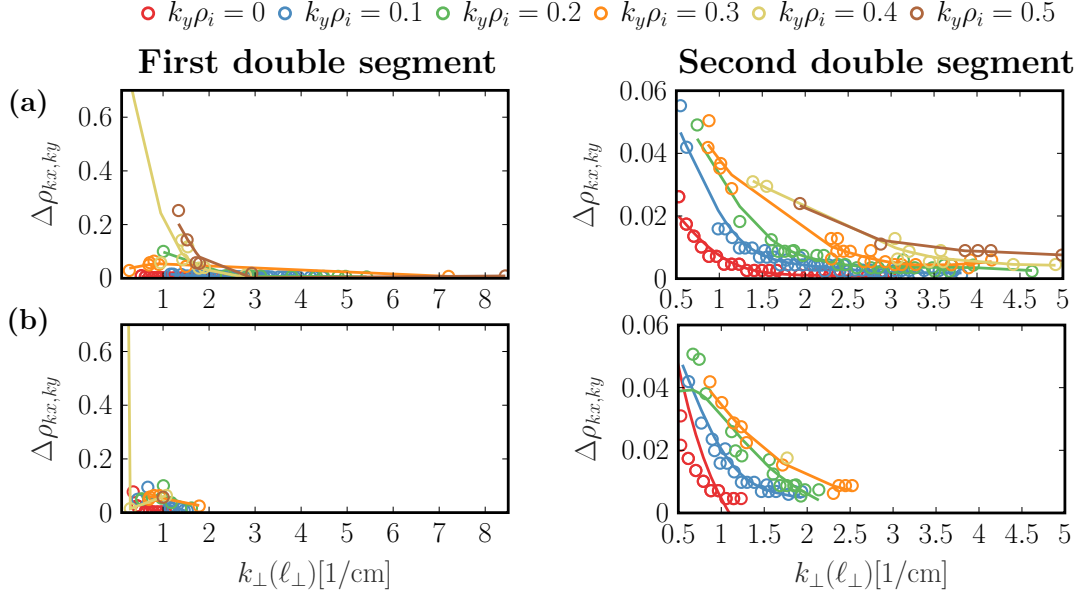 k_yρ_i = 0 k_yρ_i = 0.1 k_yρ_i = 0.2 k_yρ_i = 0.3 k_yρ_i = 0.4 k_yρ_i = 0.5
First double segment Second double segment
(a)
Δρ_{kx,ky}
0.6
0.4
0.2
0
1 2 3 4 5 6 7 8
Δρ_{kx,ky}
0.06
0.04
0.02
0
0.5 1 1.5 2 2.5 3 3.5 4 4.5 5
(b)
Δρ_{kx,ky}
0.6
0.4
0.2
0
1 2 3 4 5 6 7 8
k_⊥(ℓ_⊥)[1/cm]
Δρ_{kx,ky}
0.06
0.04
0.02
0
0.5 1 1.5 2 2.5 3 3.5 4 4.5 5
k_⊥(ℓ_⊥)[1/cm]